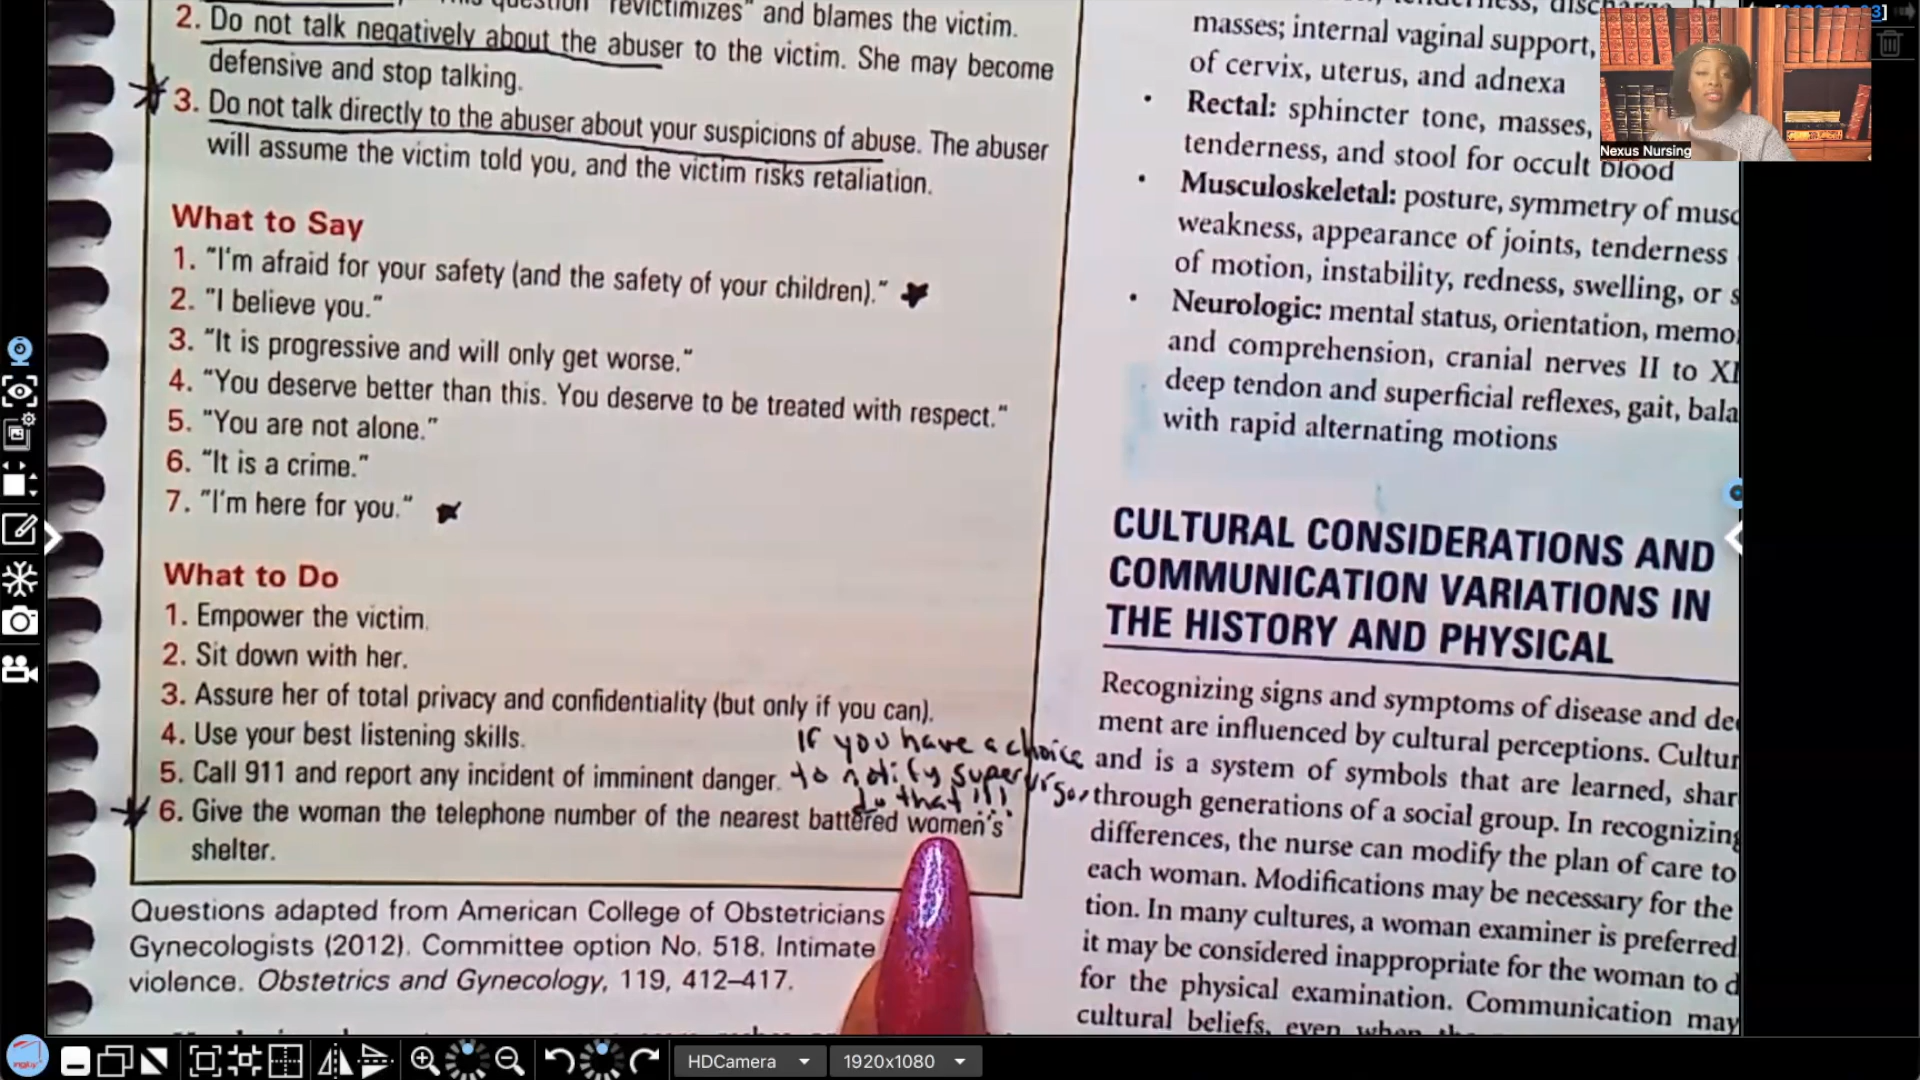 question "revictimizes" and blames the victim.
2. Do not talk negatively about the abuser to the victim. She may become
defensive and stop talking.
3. Do not talk directly to the abuser about your suspicions of abuse. The abuser
will assume the victim told you, and the victim risks retaliation.
What to Say
1. "I'm afraid for your safety (and the safety of your children)."
2. "I believe you."
3. "It is progressive and will only get worse."
4. "You deserve better than this. You deserve to be treated with respect."
5. "You are not alone."
6. "It is a crime."
7. "I'm here for you."
What to Do
1. Empower the victim.
2. Sit down with her.
3. Assure her of total privacy and confidentiality (but only if you can).
4. Use your best listening skills.
5. Call 911 and report any incident of imminent danger.
If you have a choice
to notify supervisor,
do that!!!
6. Give the woman the telephone number of the nearest battered women's
shelter.
Questions adapted from American College of Obstetricians
Gynecologists (2012). Committee option No. 518. Intimate
violence. Obstetrics and Gynecology, 119, 412–417.
masses; internal vaginal support,
of cervix, uterus, and adnexa
• Rectal: sphincter tone, masses,
tenderness, and stool for occult blood
• Musculoskeletal: posture, symmetry of musc
weakness, appearance of joints, tenderness
of motion, instability, redness, swelling, or s
• Neurologic: mental status, orientation, memo
and comprehension, cranial nerves II to XI
deep tendon and superficial reflexes, gait, bala
with rapid alternating motions
CULTURAL CONSIDERATIONS AND
COMMUNICATION VARIATIONS IN
THE HISTORY AND PHYSICAL
Recognizing signs and symptoms of disease and de
ment are influenced by cultural perceptions. Cultur
and is a system of symbols that are learned, shar
through generations of a social group. In recognizing
differences, the nurse can modify the plan of care to
each woman. Modifications may be necessary for the
tion. In many cultures, a woman examiner is preferred
it may be considered inappropriate for the woman to d
for the physical examination. Communication may
cultural beliefs, even when
Nexus Nursing
HDCamera
1920x1080